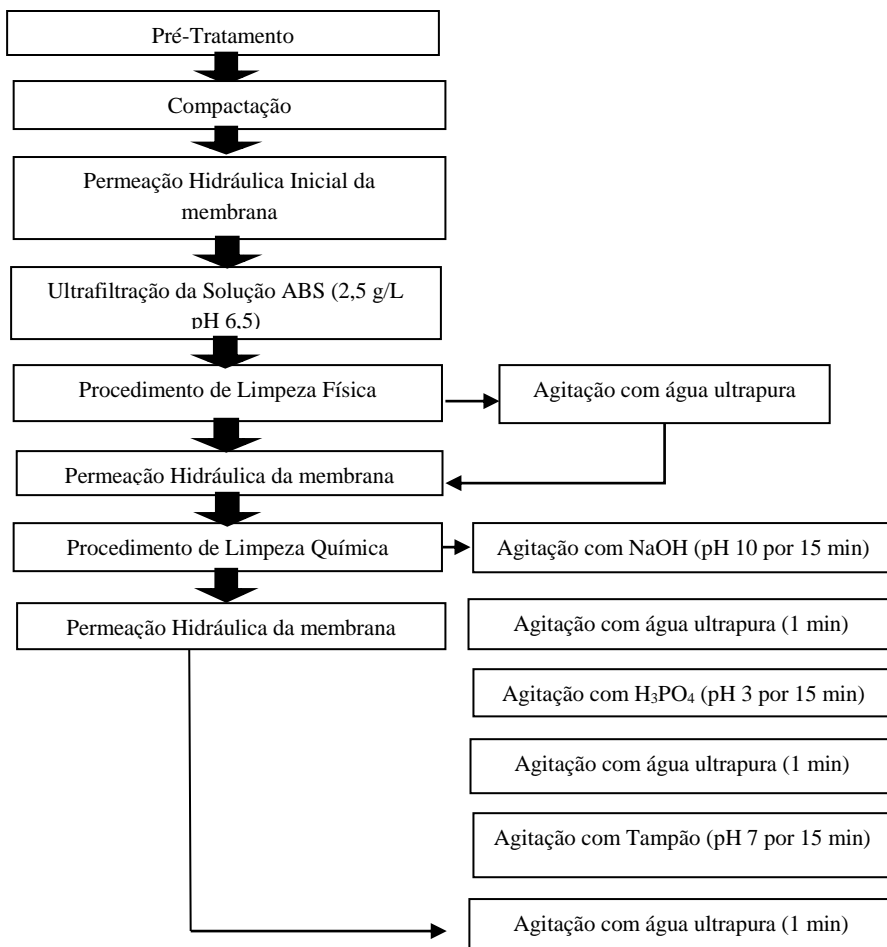 Pré-Tratamento
Compactação
Permeação Hidráulica Inicial da
membrana
Ultrafiltração da Solução ABS (2,5 g/L
pH 6,5)
Procedimento de Limpeza Física
Agitação com água ultrapura
Permeação Hidráulica da membrana
Procedimento de Limpeza Química
Agitação com NaOH (pH 10 por 15 min)
Permeação Hidráulica da membrana
Agitação com água ultrapura (1 min)
Agitação com H₃PO₄ (pH 3 por 15 min)
Agitação com água ultrapura (1 min)
Agitação com Tampão (pH 7 por 15 min)
Agitação com água ultrapura (1 min)